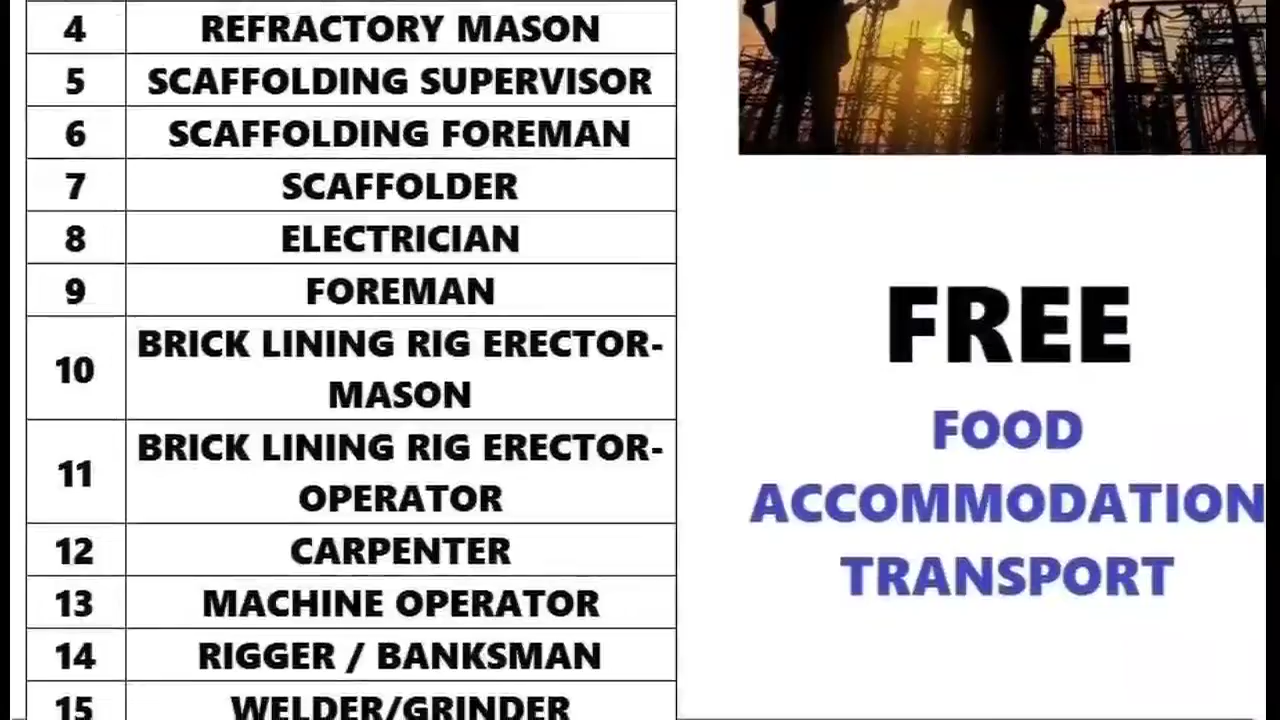 4 REFRACTORY MASON
5 SCAFFOLDING SUPERVISOR
6 SCAFFOLDING FOREMAN
7 SCAFFOLDER
8 ELECTRICIAN
9 FOREMAN
10 BRICK LINING RIG ERECTOR-
MASON
11 BRICK LINING RIG ERECTOR-
OPERATOR
12 CARPENTER
13 MACHINE OPERATOR
14 RIGGER / BANKSMAN
15 WELDER/GRINDER
FREE
FOOD
ACCOMMODATION
TRANSPORT